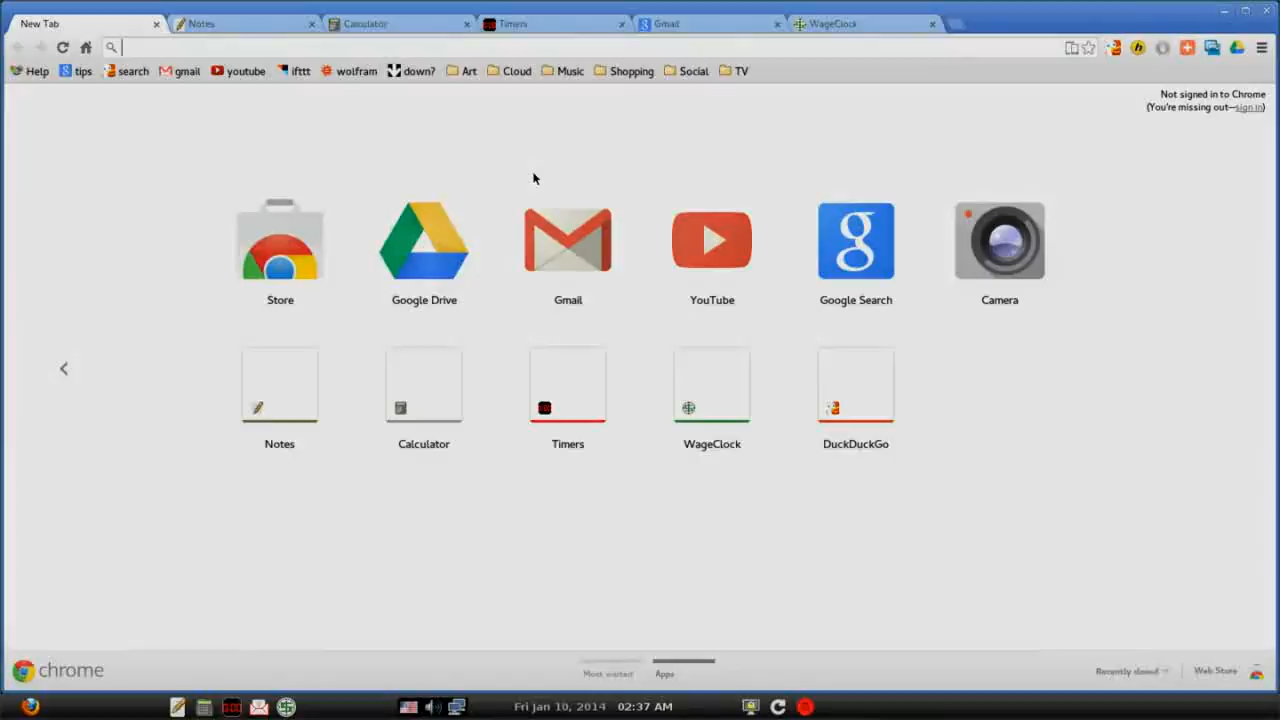 New Tab Notes Calculator Timers Gmail WageClock
Help tips search gmail youtube ifttt wolfram down? Art Cloud Music Shopping Social TV
Not signed in to Chrome
(You're missing out—sign in)
Store Google Drive Gmail YouTube Google Search Camera
Notes Calculator Timers WageClock DuckDuckGo
chrome Most visited Apps Recently closed Web Store
Fri Jan 10, 2014 02:37 AM